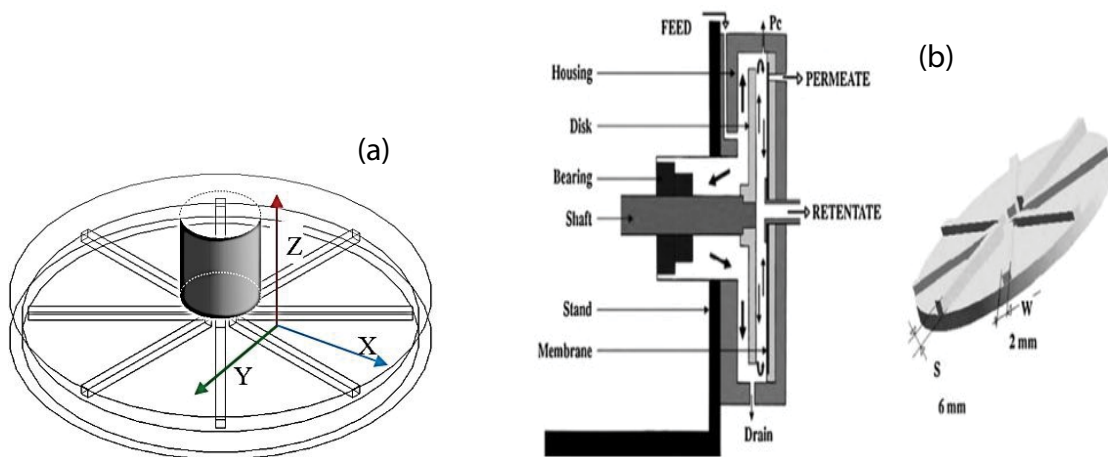 (a)
Z
X
Y
FEED
Pc
(b)
Housing
PERMEATE
Disk
Bearing
Shaft
RETENTATE
Stand
Membrane
Drain
W
2 mm
S
6 mm